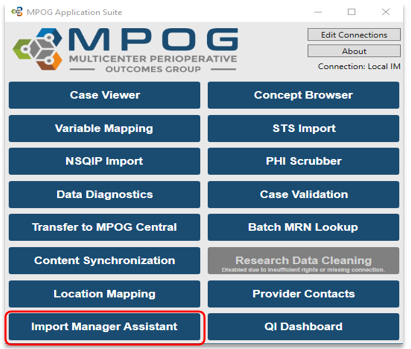 MPOG Application Suite
MPOG
MULTICENTER PERIOPERATIVE
OUTCOMES GROUP
Edit Connections
About
Connection: Local IM
Case Viewer
Concept Browser
Variable Mapping
STS Import
NSQIP Import
PHI Scrubber
Data Diagnostics
Case Validation
Transfer to MPOG Central
Batch MRN Lookup
Content Synchronization
Research Data Cleaning
Disabled due to insufficient rights or missing connection.
Location Mapping
Provider Contacts
Import Manager Assistant
QI Dashboard